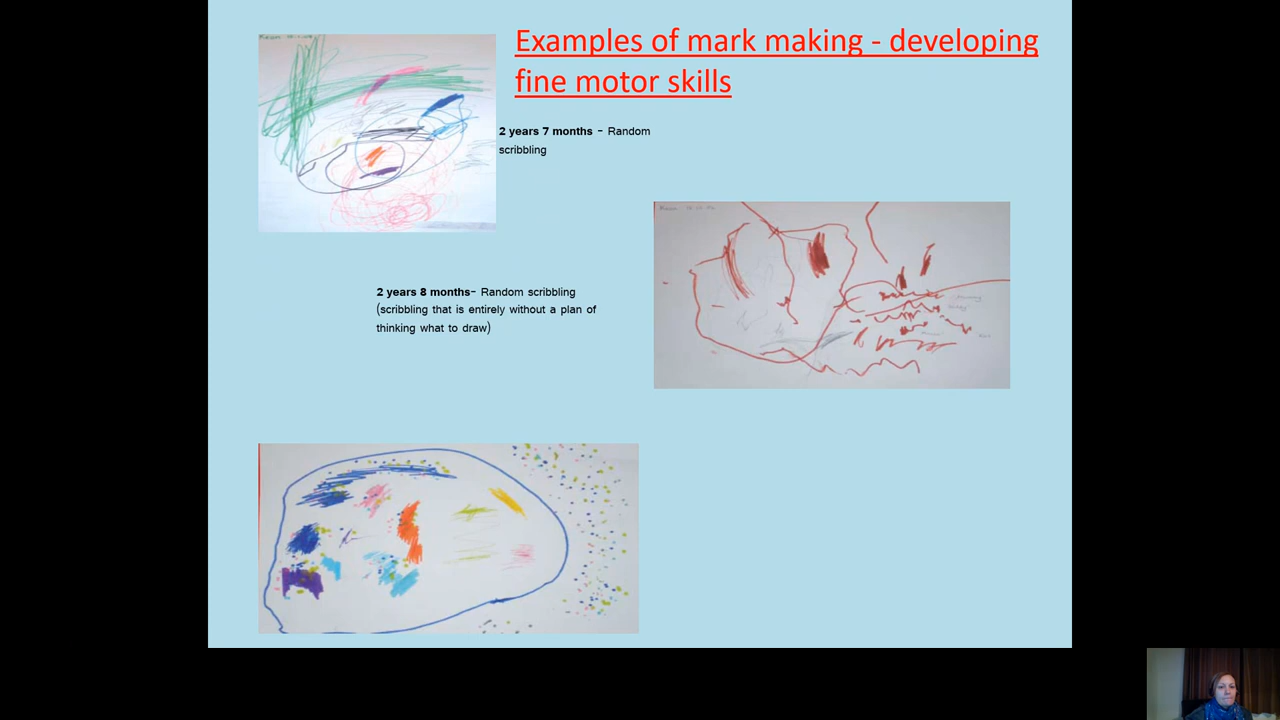 Examples of mark making - developing
fine motor skills
2 years 7 months - Random
scribbling
2 years 8 months- Random scribbling
(scribbling that is entirely without a plan of
thinking what to draw)